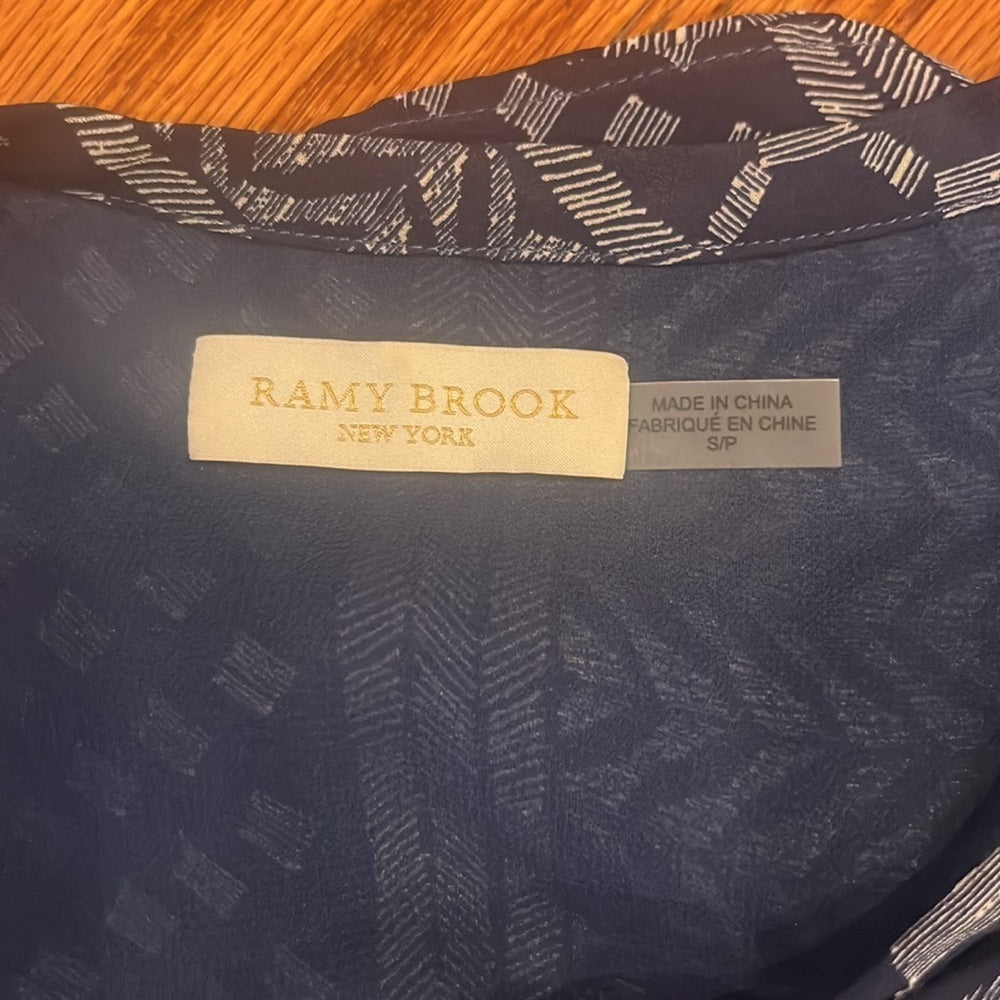 RAMY BROOK
NEW YORK
MADE IN CHINA
FABRIQUÉ EN CHINE
S/P